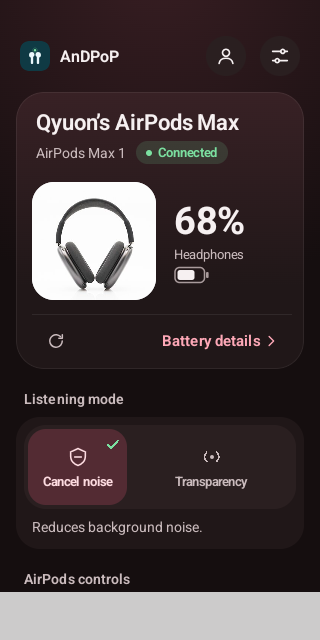 AnDPoP
Qyuon's AirPods Max
AirPods Max 1
Connected
68%
Headphones
Battery details
Listening mode
Cancel noise
Transparency
Reduces background noise.
AirPods controls